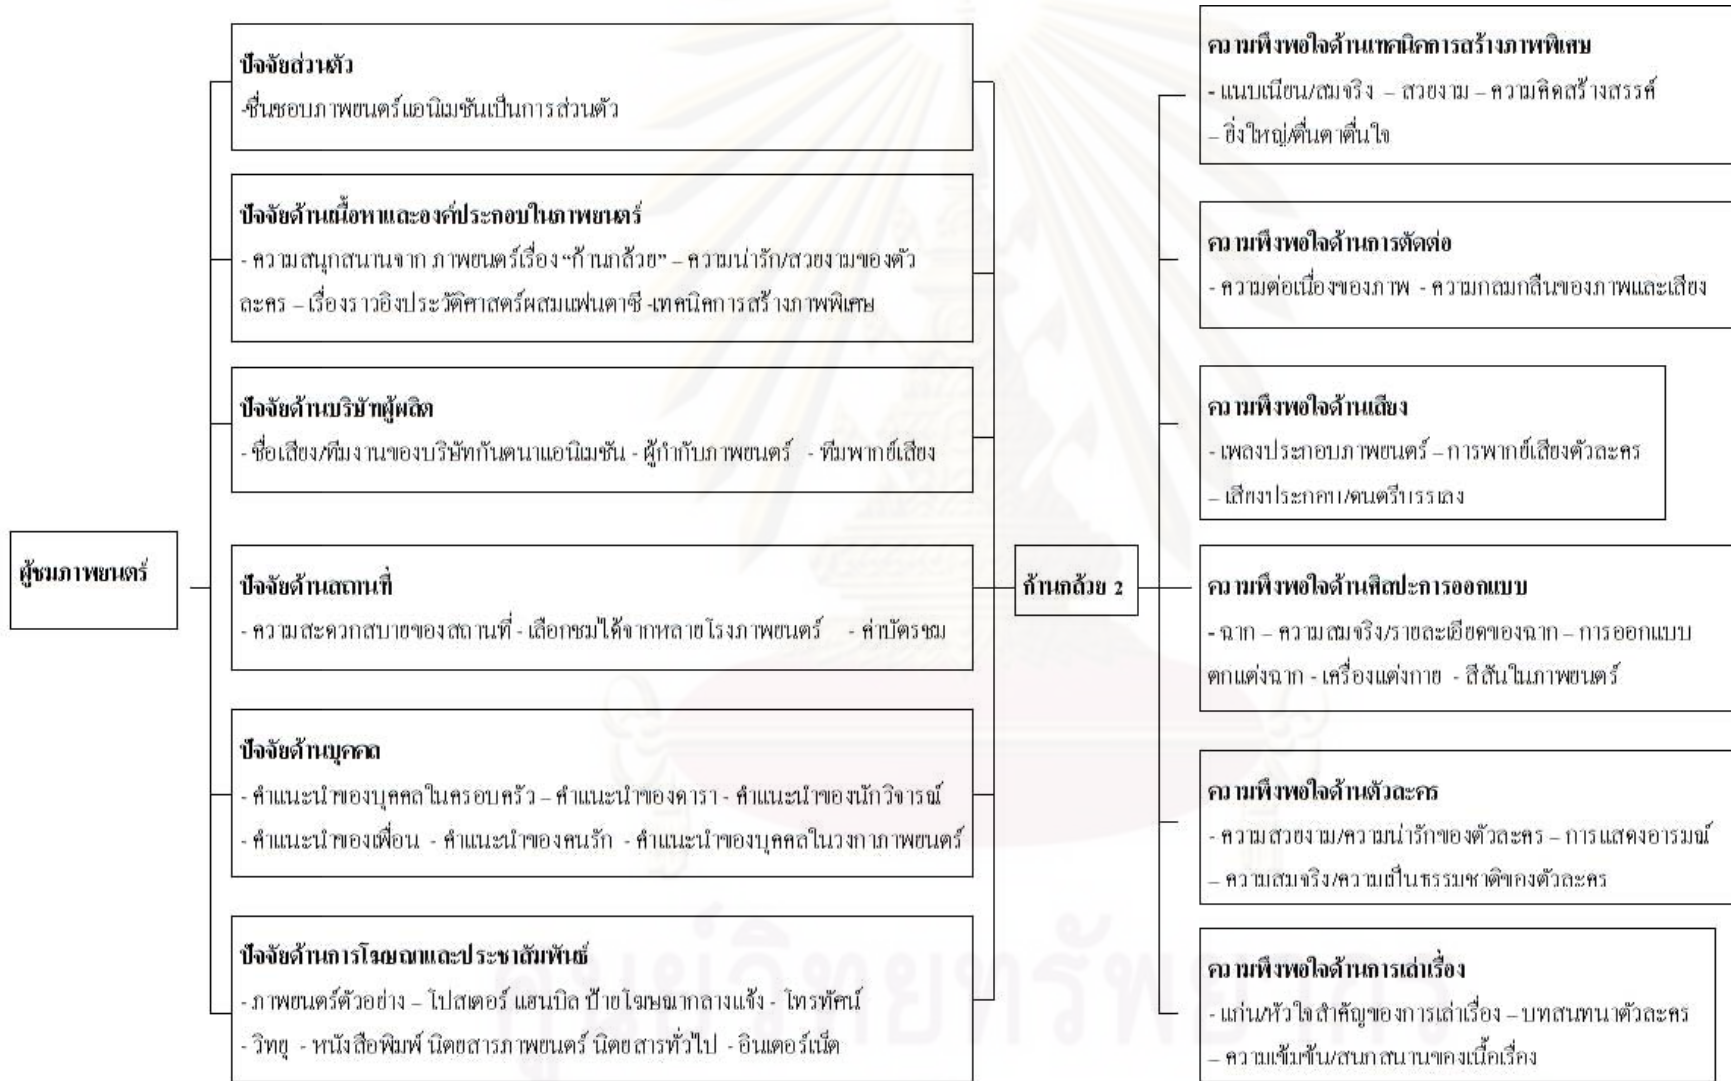 ผู้ชมภาพยนตร์
ปัจจัยส่วนตัว
-ชื่นชอบภาพยนตร์แอนิเมชันเป็นการส่วนตัว
ปัจจัยด้านเนื้อหาและองค์ประกอบในภาพยนตร์
- ความสนุกสนานจาก ภาพยนตร์เรื่อง “ก้านกล้วย” – ความน่ารัก/สวยงามของตัว
ละคร – เรื่องราวอิงประวัติศาสตร์ผสมแฟนตาซี -เทคนิคการสร้างภาพพิเศษ
ปัจจัยด้านบริษัทผู้ผลิต
- ชื่อเสียง/ทีมงานของบริษัทกันตนาแอนิเมชัน - ผู้กำกับภาพยนตร์ - ทีมพากย์เสียง
ปัจจัยด้านสถานที่
- ความสะดวกสบายของสถานที่ - เลือกชมได้จากหลายโรงภาพยนตร์ - ค่าบัตรชม
ปัจจัยด้านบุคคล
- คำแนะนำของบุคคลในครอบครัว – คำแนะนำของดารา - คำแนะนำของนักวิจารณ์
- คำแนะนำของเพื่อน - คำแนะนำของคนรัก - คำแนะนำของบุคคลในวงกาภาพยนตร์
ปัจจัยด้านการโฆษณาและประชาสัมพันธ์
- ภาพยนตร์ตัวอย่าง – โปสเตอร์ แฮนบิล ป้ายโฆษณากลางแจ้ง - โทรทัศน์
- วิทยุ - หนังสือพิมพ์ นิตยสารภาพยนตร์ นิตยสารทั่วไป - อินเตอร์เน็ต
ก้านกล้วย 2
ความพึงพอใจด้านเทคนิคการสร้างภาพพิเศษ
- แนบเนียน/สมจริง – สวยงาม – ความคิดสร้างสรรค์
– ยิ่งใหญ่/ตื่นตาตื่นใจ
ความพึงพอใจด้านการตัดต่อ
- ความต่อเนื่องของภาพ - ความกลมกลืนของภาพและเสียง
ความพึงพอใจด้านเสียง
- เพลงประกอบภาพยนตร์ – การพากย์เสียงตัวละคร
– เสียงประกอบ/ดนตรีบรรเลง
ความพึงพอใจด้านศิลปะการออกแบบ
- ฉาก – ความสมจริง/รายละเอียดของฉาก – การออกแบบ
ตกแต่งฉาก - เครื่องแต่งกาย - สีสันในภาพยนตร์
ความพึงพอใจด้านตัวละคร
- ความสวยงาม/ความน่ารักของตัวละคร – การแสดงอารมณ์
– ความสมจริง/ความเป็นธรรมชาติของตัวละคร
ความพึงพอใจด้านการเล่าเรื่อง
- แก่น/หัวใจสำคัญของการเล่าเรื่อง – บทสนทนาตัวละคร
– ความเข้มข้น/สนุกสนานของเนื้อเรื่อง
ศูนย์วิทยทรัพยากร